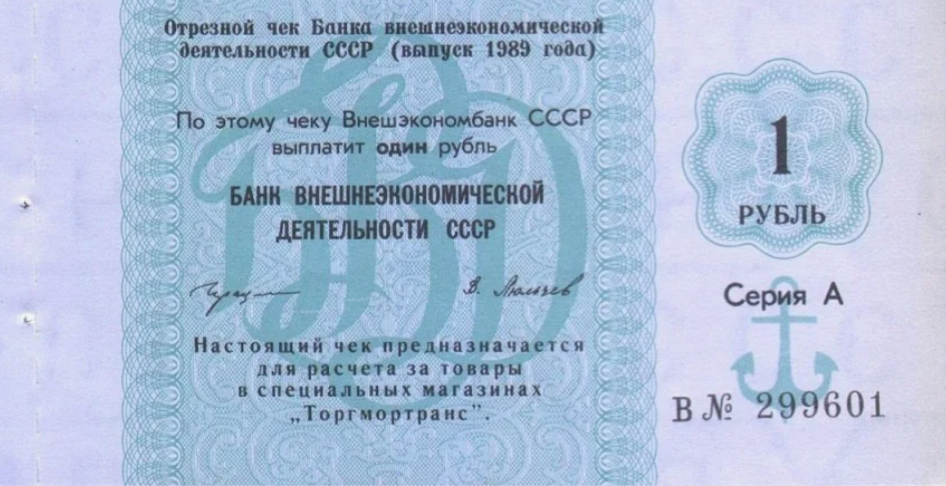 Отрезной чек Банка внешнеэкономической
деятельности СССР (выпуск 1989 года)
По этому чеку Внешэкономбанк СССР
выплатит один рубль
БАНК ВНЕШНЕЭКОНОМИЧЕСКОЙ
ДЕЯТЕЛЬНОСТИ СССР
Настоящий чек предназначается
для расчета за товары
в специальных магазинах
„Торгмортранс".
1
РУБЛЬ
Серия А
В № 299601